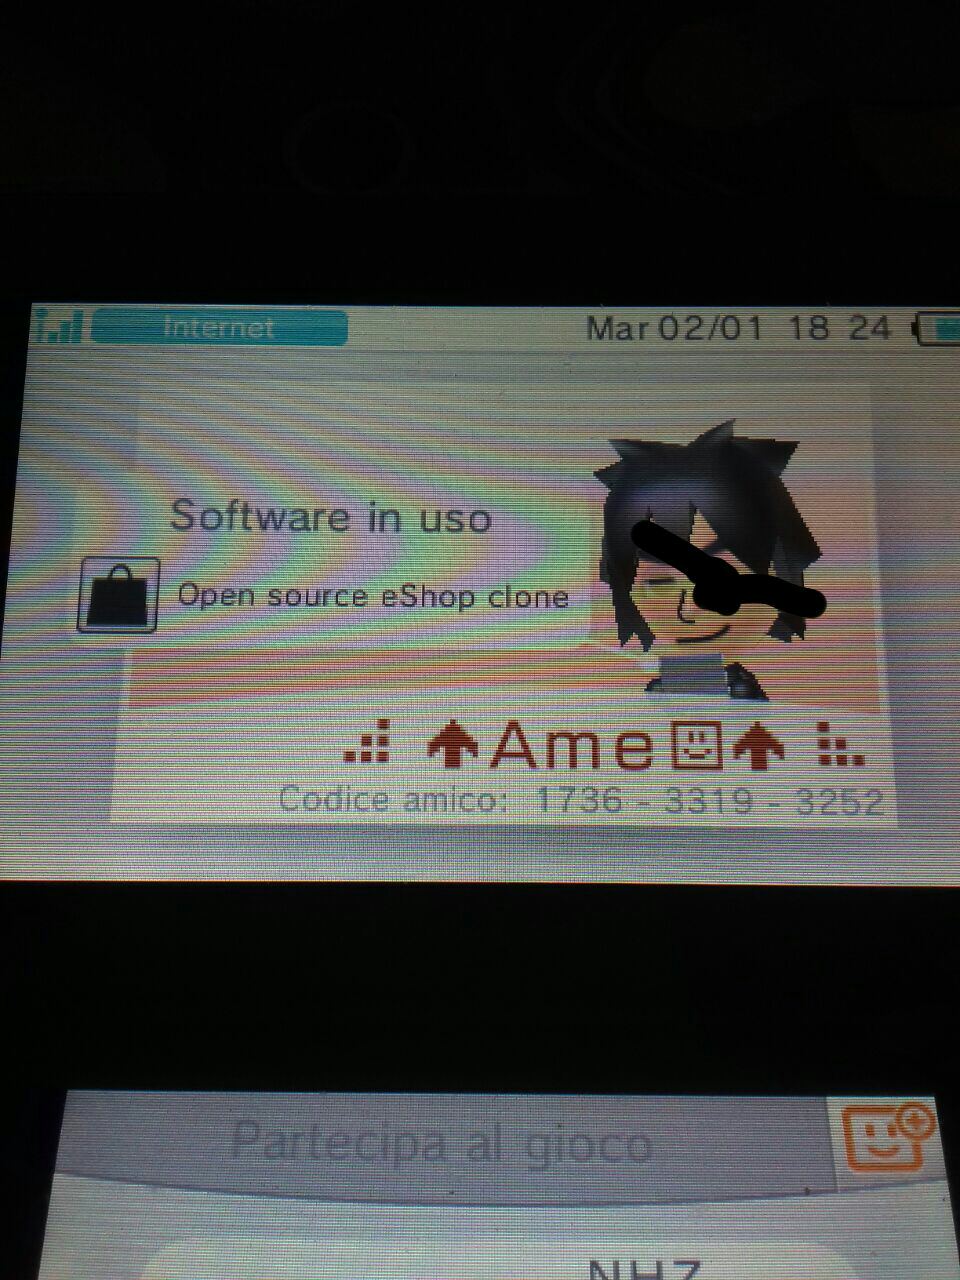 Internet
Mar 02/01 18 24
Software in uso
Open source eShop clone
Ame
Codice amico: 1736 - 3319 - 3252
Partecipa al gioco